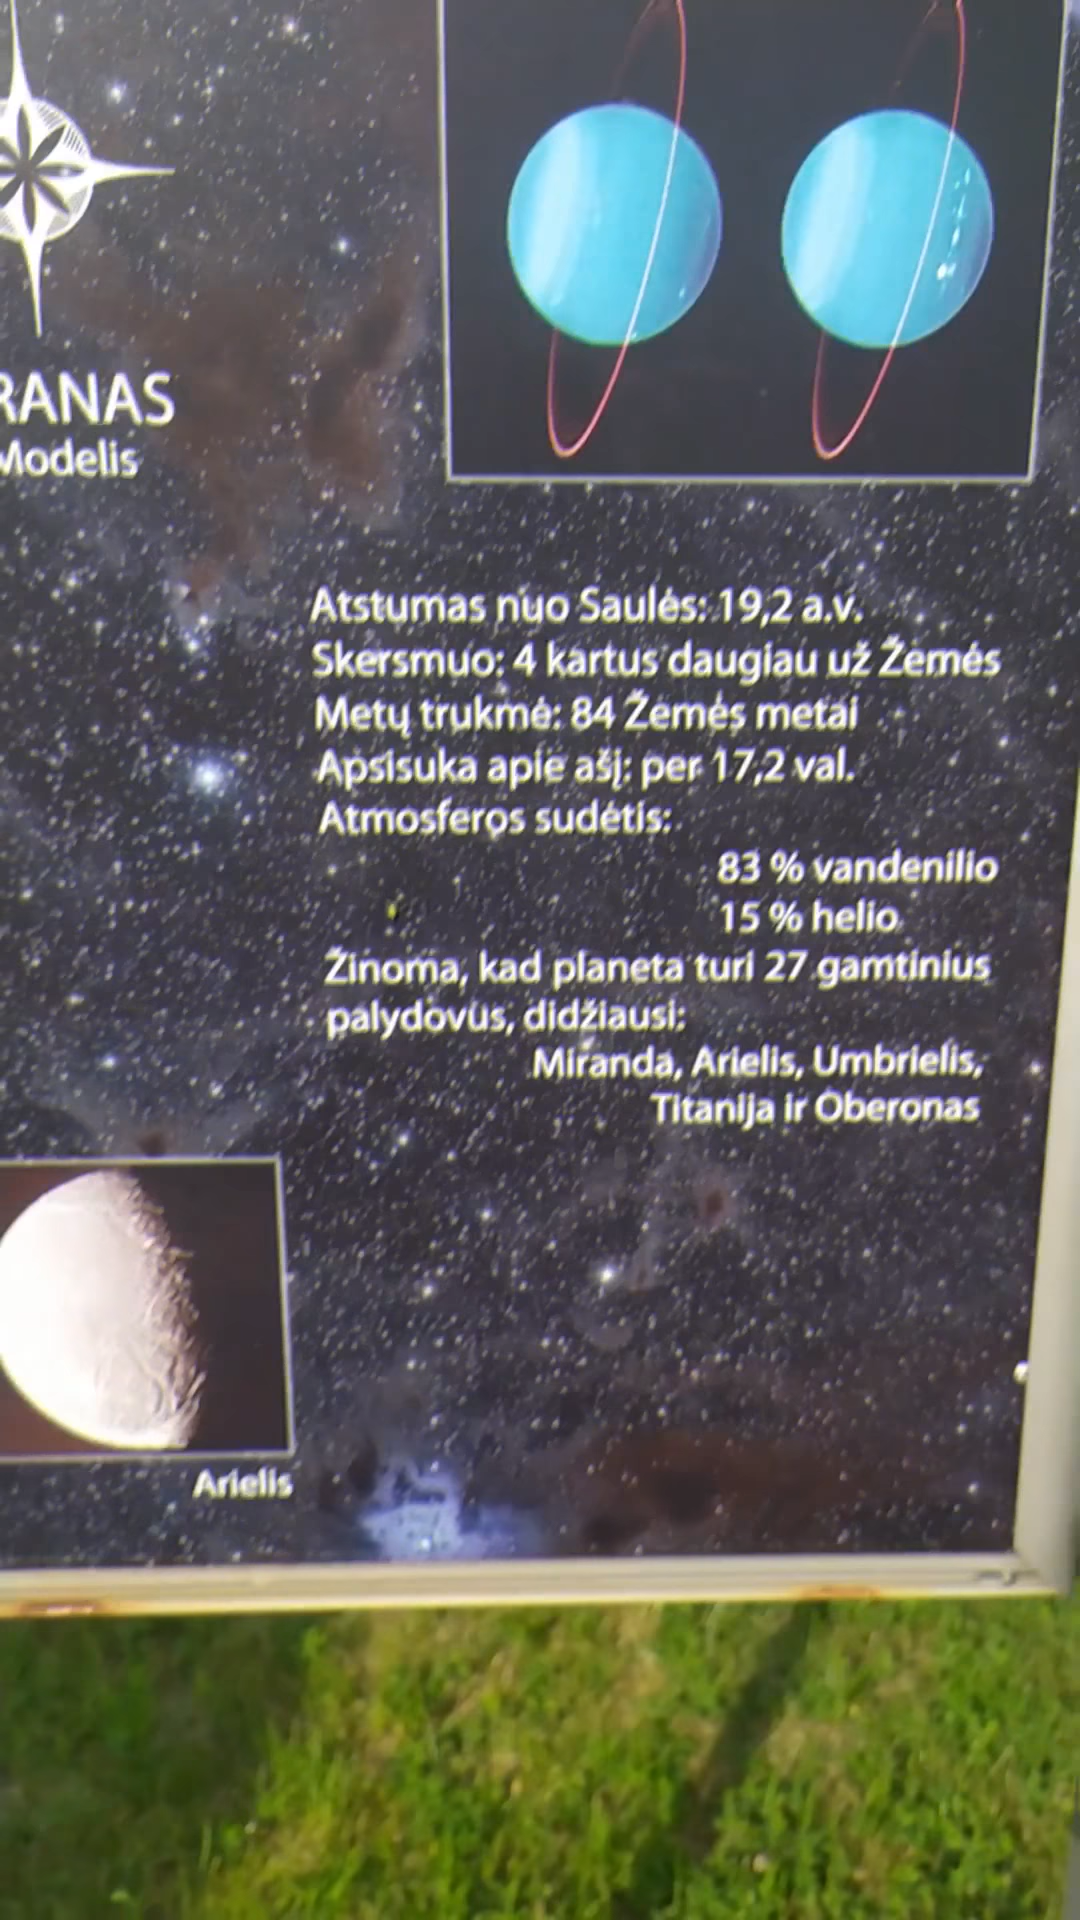 RANAS
Modelis
Atstumas nuo Saulės: 19,2 a.v.
Skersmuo: 4 kartus daugiau už Žemės
Metų trukmė: 84 Žemės metai
Apsisuka apie ašį: per 17,2 val.
Atmosferos sudėtis:
83 % vandenilio
15 % helio
Žinoma, kad planeta turi 27 gamtinius
palydovus, didžiausi:
Miranda, Arielis, Umbrielis,
Titanija ir Oberonas
Arielis